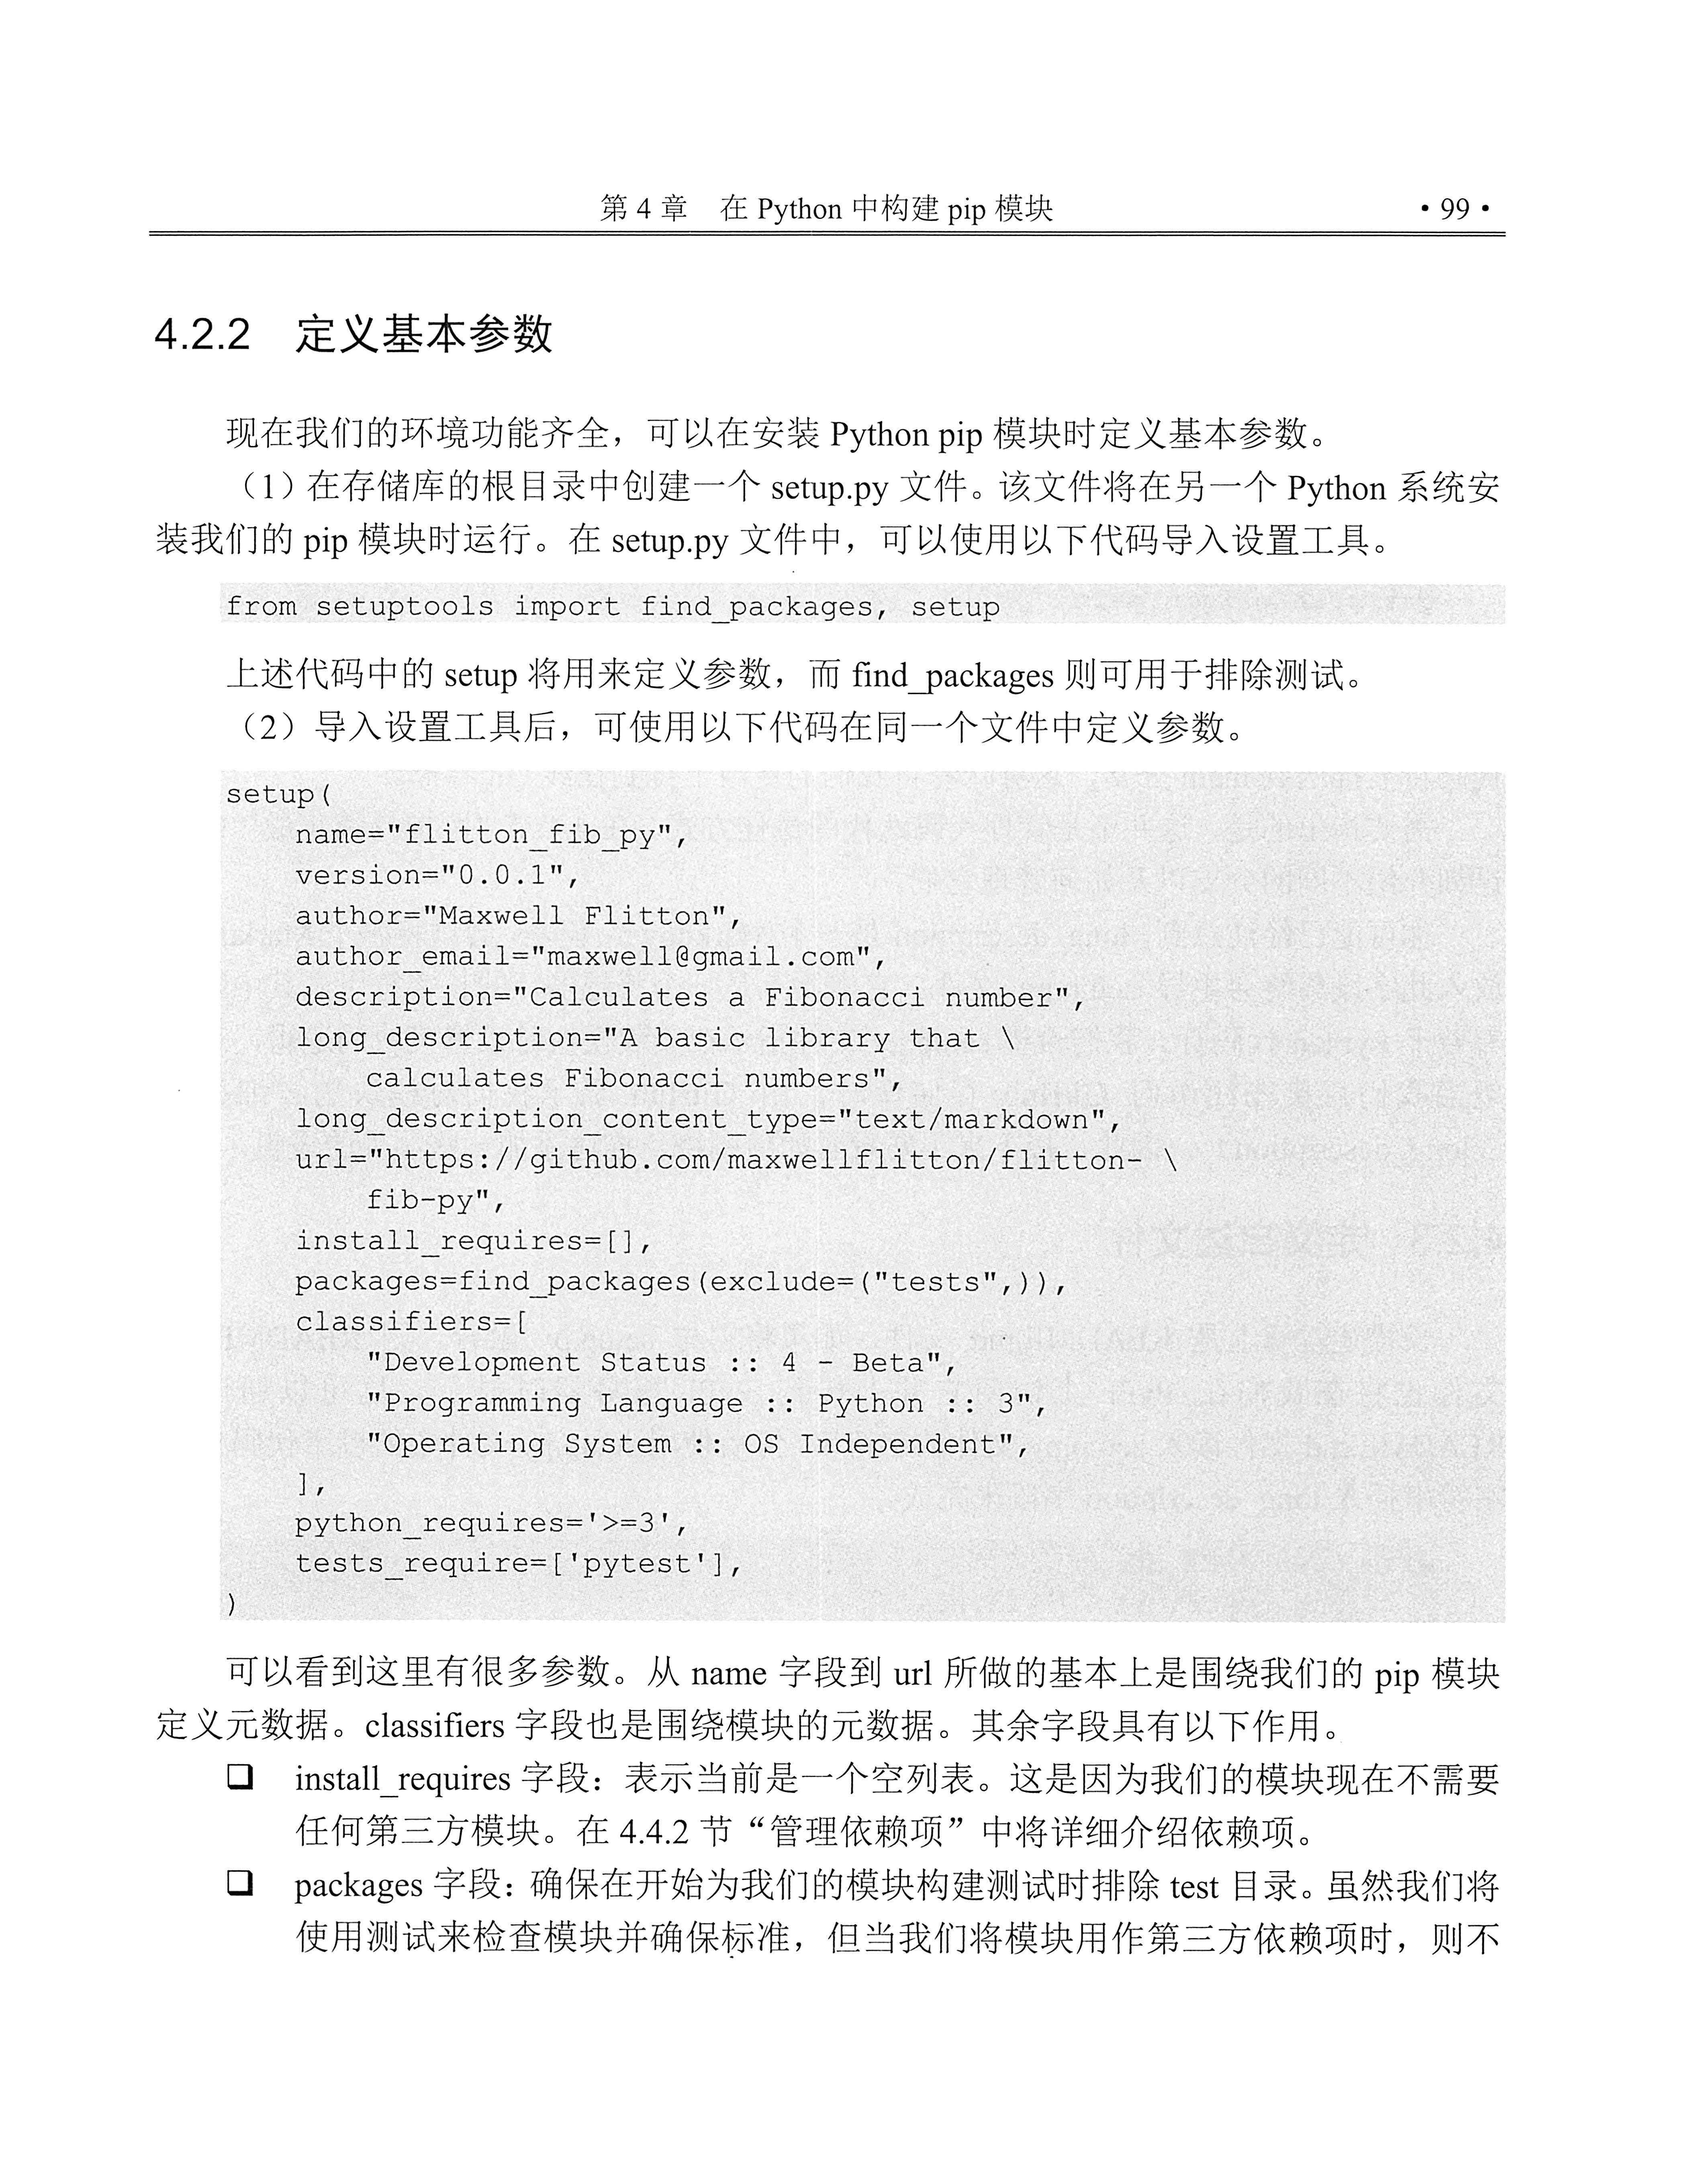 第 4 章　在 Python 中构建 pip 模块 • 99 •
4.2.2　定义基本参数
现在我们的环境功能齐全，可以在安装 Python pip 模块时定义基本参数。
（1）在存储库的根目录中创建一个 setup.py 文件。该文件将在另一个 Python 系统安
装我们的 pip 模块时运行。在 setup.py 文件中，可以使用以下代码导入设置工具。
from setuptools import find_packages, setup
上述代码中的 setup 将用来定义参数，而 find_packages 则可用于排除测试。
（2）导入设置工具后，可使用以下代码在同一个文件中定义参数。
setup(
    name="flitton_fib_py",
    version="0.0.1",
    author="Maxwell Flitton",
    author_email="maxwell@gmail.com",
    description="Calculates a Fibonacci number",
    long_description="A basic library that \
        calculates Fibonacci numbers",
    long_description_content_type="text/markdown",
    url="https://github.com/maxwellflitton/flitton- \
        fib-py",
    install_requires=[],
    packages=find_packages(exclude=("tests",)),
    classifiers=[
        "Development Status :: 4 - Beta",
        "Programming Language :: Python :: 3",
        "Operating System :: OS Independent",
    ],
    python_requires='>=3',
    tests_require=['pytest'],
)
可以看到这里有很多参数。从 name 字段到 url 所做的基本上是围绕我们的 pip 模块
定义元数据。classifiers 字段也是围绕模块的元数据。其余字段具有以下作用。
❑ install_requires 字段：表示当前是一个空列表。这是因为我们的模块现在不需要
任何第三方模块。在 4.4.2 节“管理依赖项”中将详细介绍依赖项。
❑ packages 字段：确保在开始为我们的模块构建测试时排除 test 目录。虽然我们将
使用测试来检查模块并确保标准，但当我们将模块用作第三方依赖项时，则不